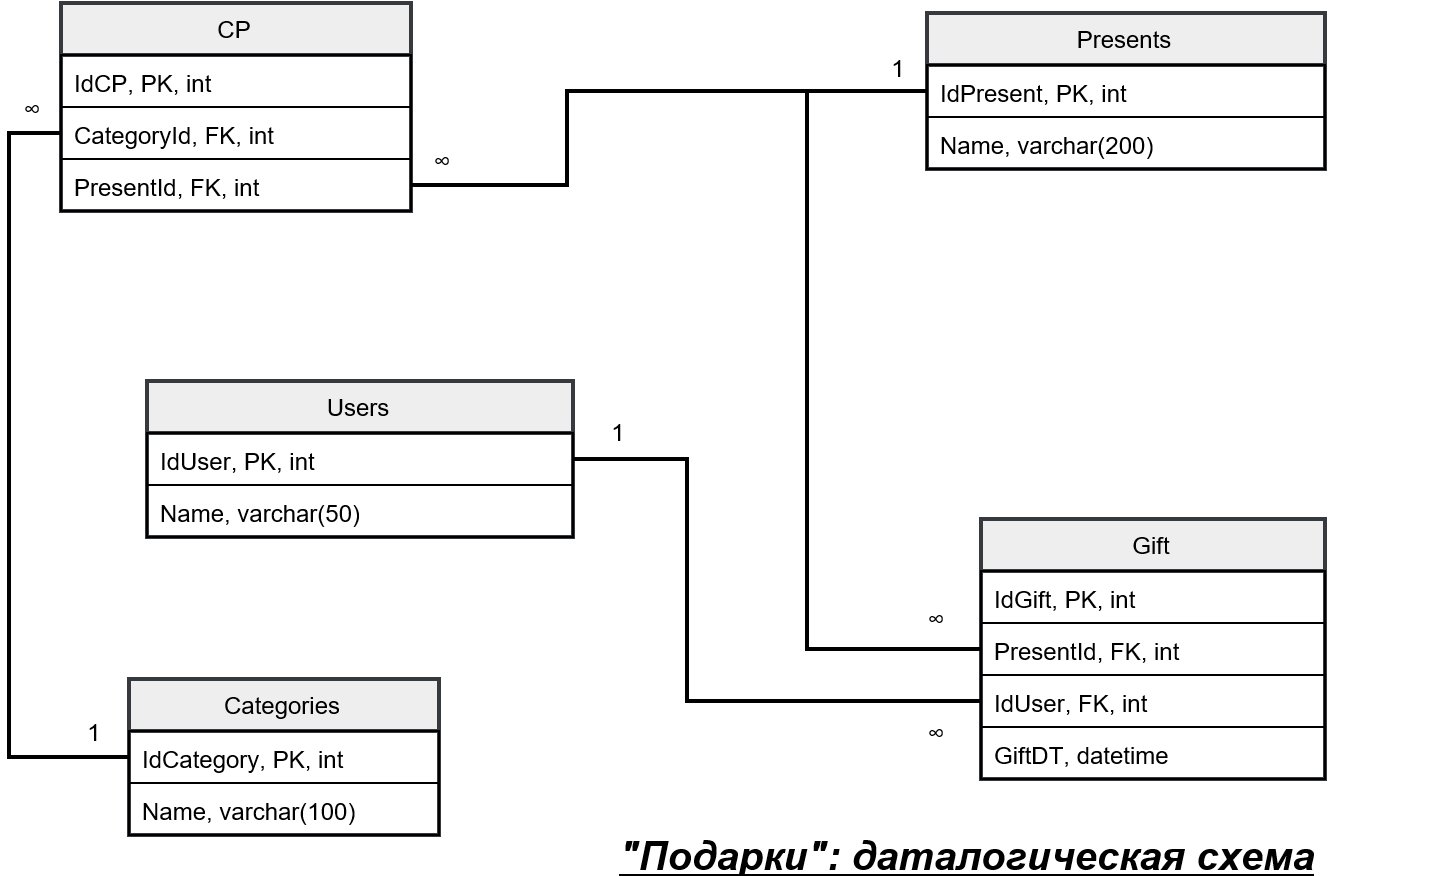 CP
IdCP, PK, int
∞
CategoryId, FK, int
∞
PresentId, FK, int
1
Presents
IdPresent, PK, int
Name, varchar(200)
Users
1
IdUser, PK, int
Name, varchar(50)
Gift
IdGift, PK, int
∞
PresentId, FK, int
IdUser, FK, int
∞
GiftDT, datetime
Categories
1
IdCategory, PK, int
Name, varchar(100)
"Подарки": даталогическая схема